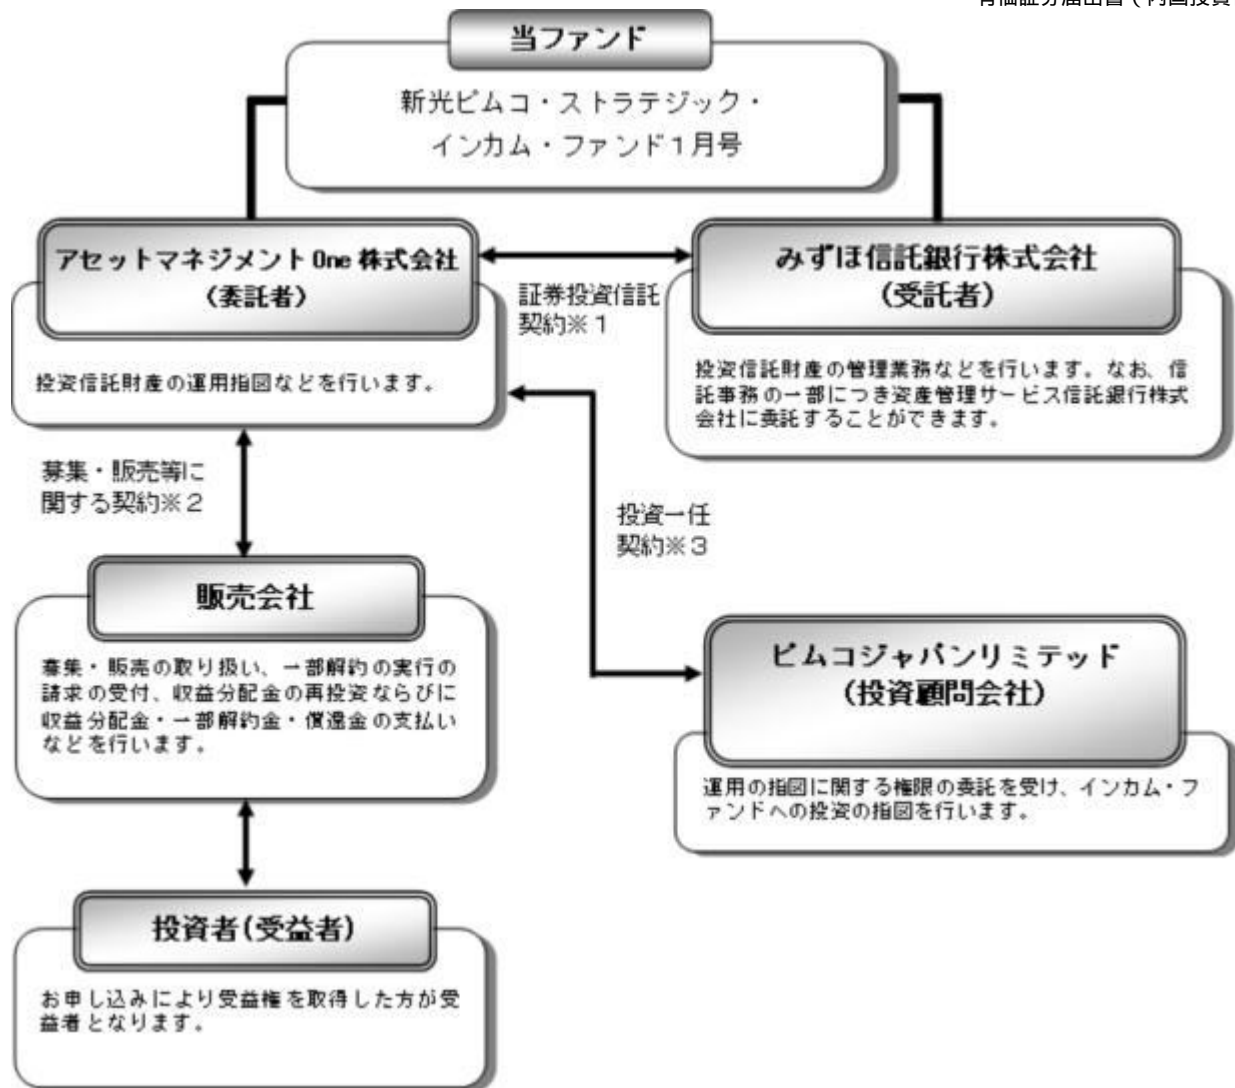 当ファンド
新光ピムコ・ストラテジック・
インカム・ファンド１月号
アセットマネジメントOne株式会社
（委託者）
投資信託財産の運用指図などを行います。
証券投資信託
契約※１
みずほ信託銀行株式会社
(受託者)
投資信託財産の管理業務などを行います。なお、信
託事務の一部につき資産管理サービス信託銀行株式
会社に委託することができます。
募集・販売等に
関する契約※２
投資一任
契約※３
販売会社
募集・販売の取り扱い、一部解約の実行の
請求の受付、収益分配金の再投資ならびに
収益分配金・一部解約金・償還金の支払い
などを行います。
ピムコジャパンリミテッド
(投資顧問会社)
運用の指図に関する権限の委託を受け、インカム・フ
ァンドへの投資の指図を行います。
投資者(受益者)
お申し込みにより受益権を取得した方が受
益者となります。